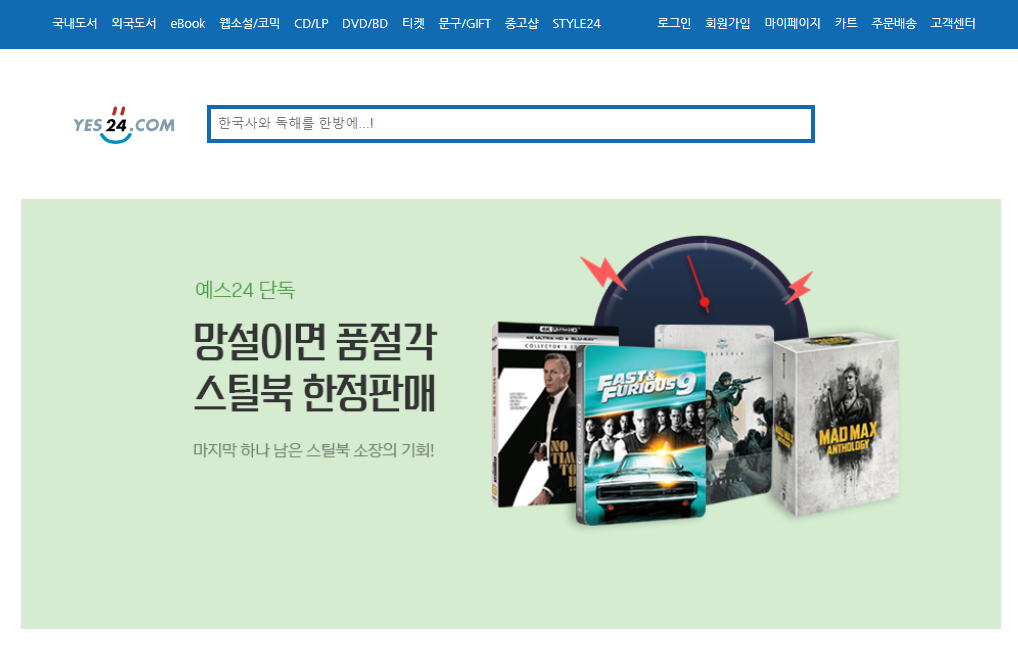 국내도서 외국도서 eBook 웹소설/코믹 CD/LP DVD/BD 티켓 문구/GIFT 중고샵 STYLE24 로그인 회원가입 마이페이지 카트 주문배송 고객센터
YES24.COM
한국사와 독해를 한방에...!
예스24 단독
망설이면 품절각
스틸북 한정판매
마지막 하나 남은 스틸북 소장의 기회!
4K ULTRA HD
4K ULTRA HD + BLU-RAY
COLLECTOR'S
NO
TIME
TO
D
FAST &
FURIOUS 9
MAD MAX
ANTHOLOGY